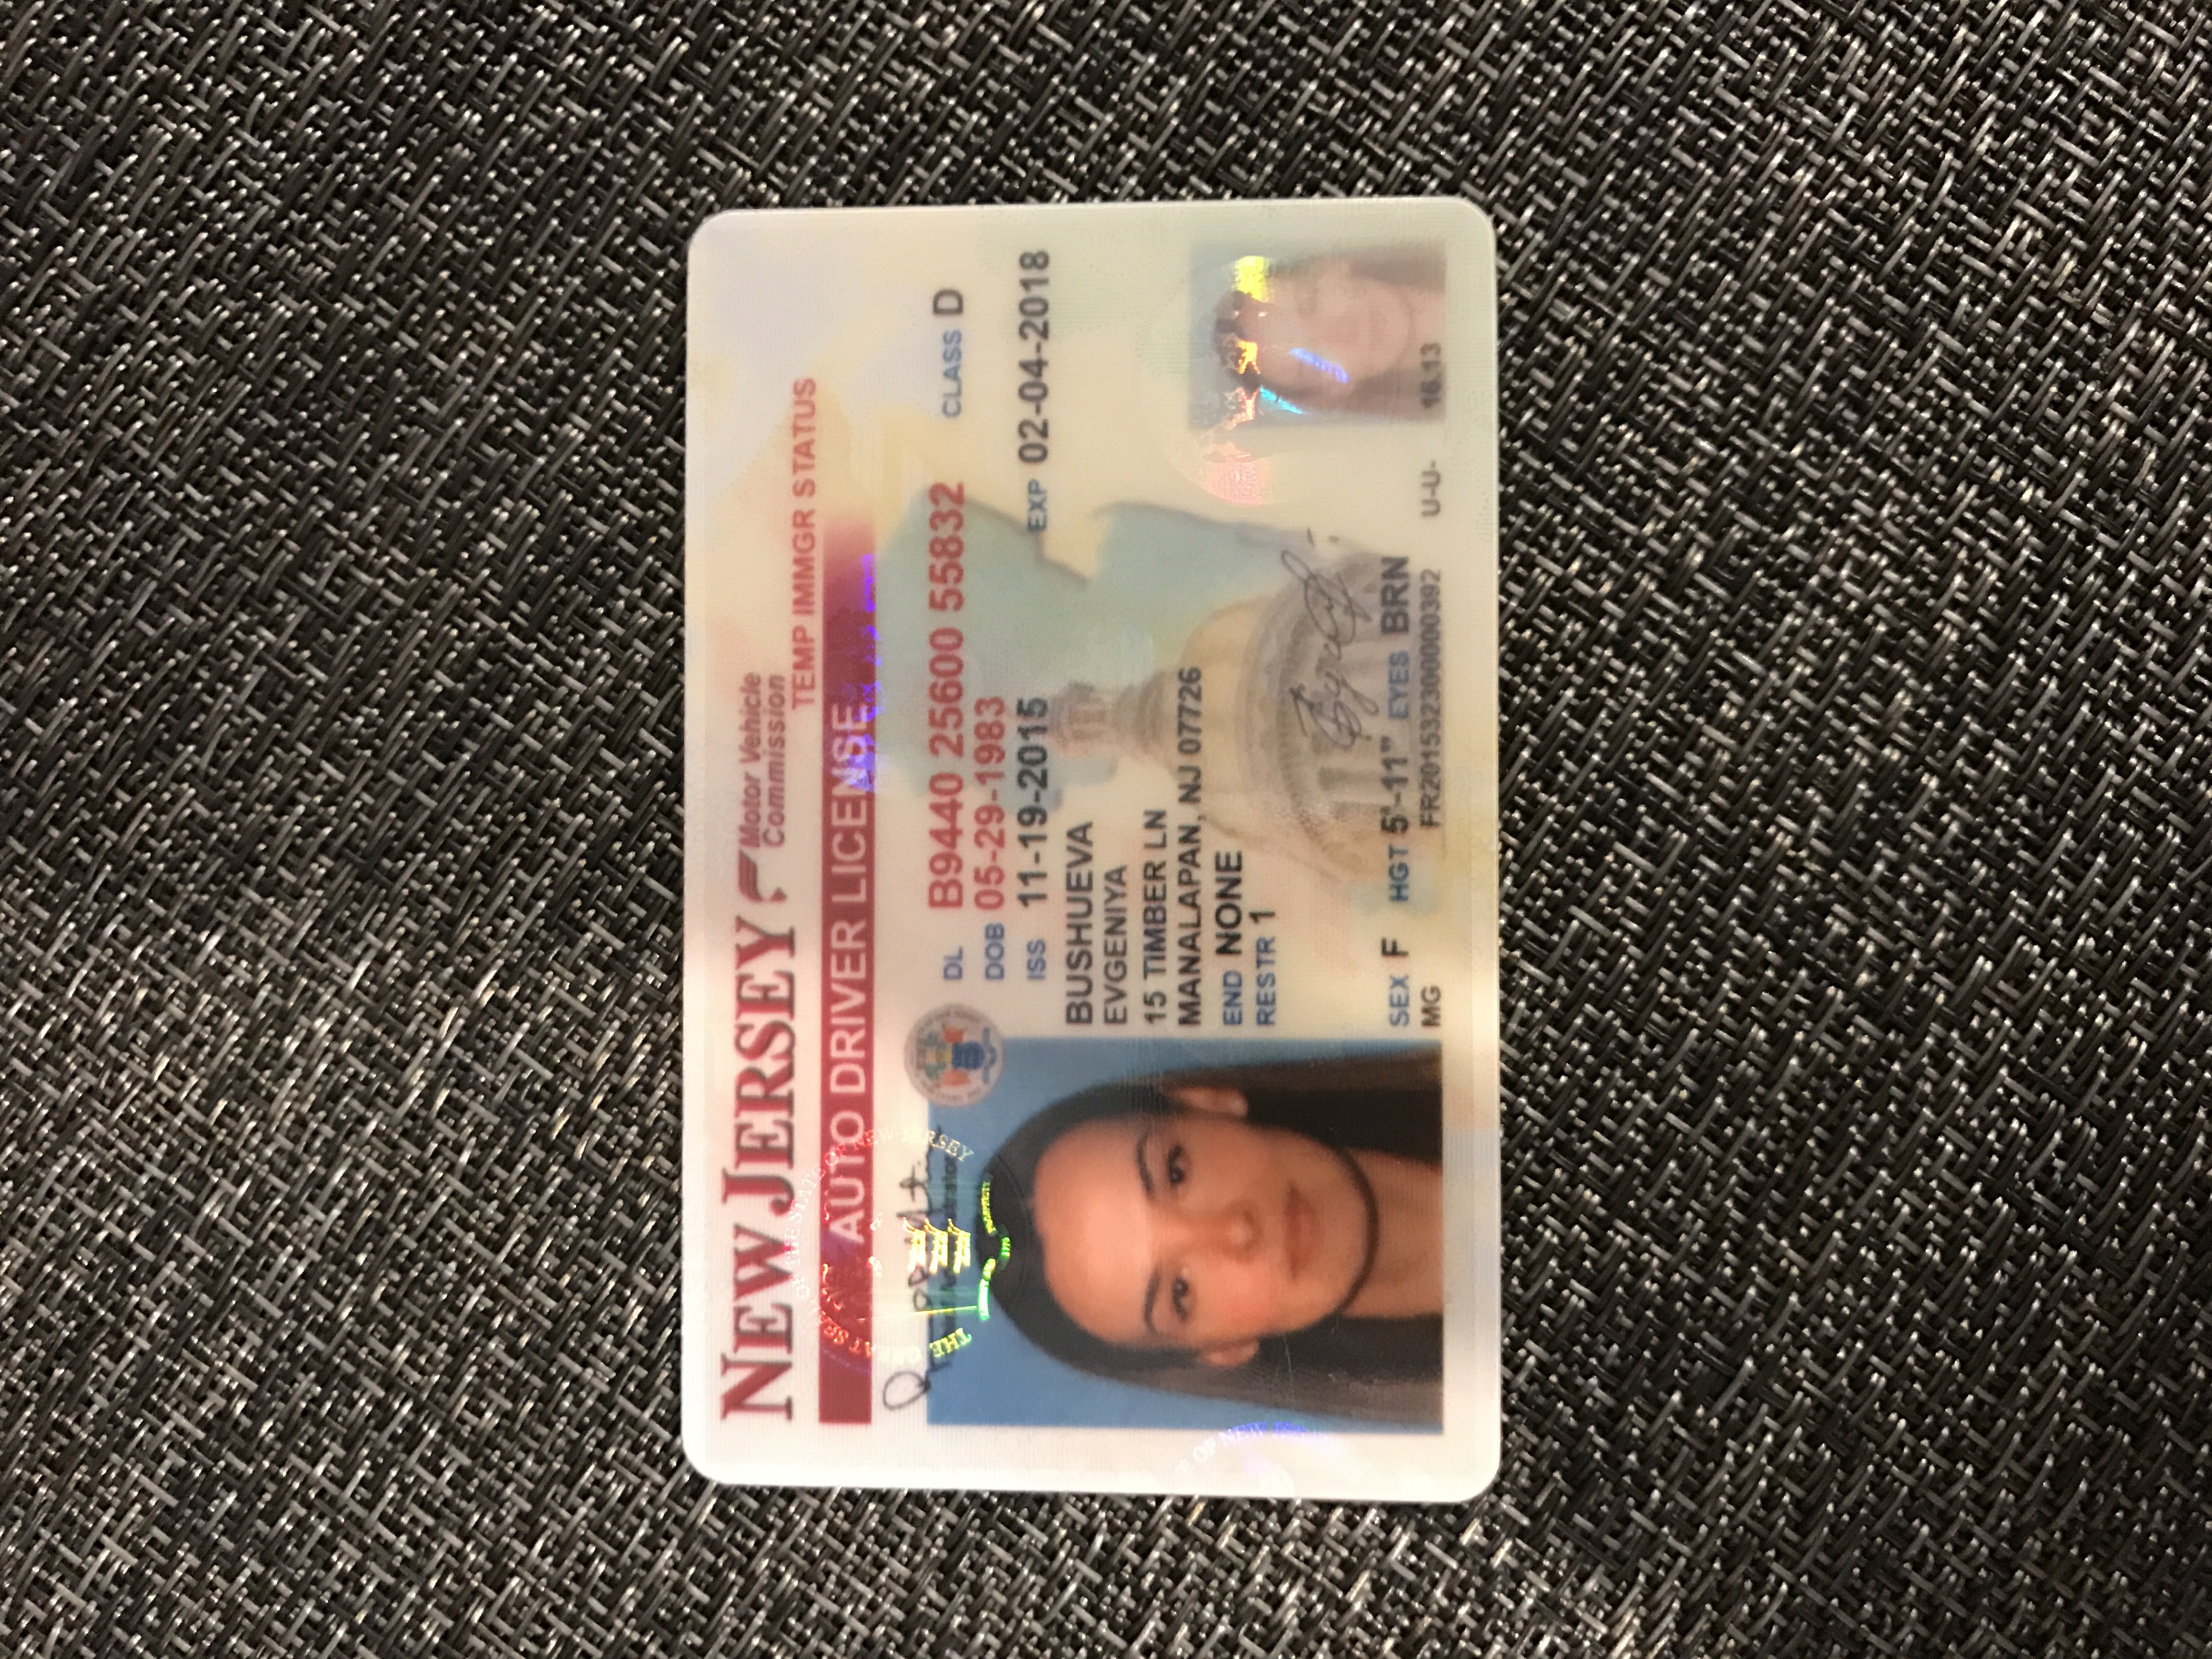 NEW JERSEY
Motor Vehicle
Commission
TEMP IMMGR STATUS
AUTO DRIVER LICENSE
DL B9440 25600 55832 CLASS D
DOB 05-29-1983
ISS 11-19-2015 EXP 02-04-2018
BUSHUEVA
EVGENIYA
15 TIMBER LN
MANALAPAN, NJ 07726
END NONE
RESTR 1
SEX F HGT 5'-11" EYES BRN
MG FR201532300000392 U-U- 16.13
THE GREAT SEAL OF THE STATE OF NEW JERSEY
OF NEW